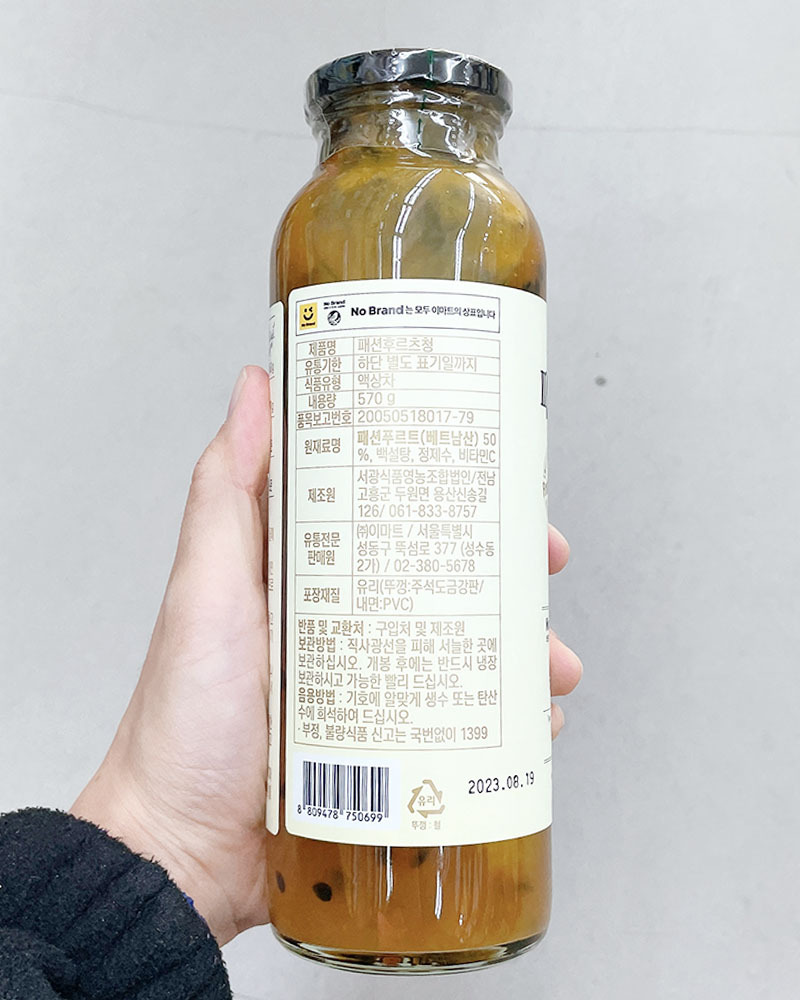 No Brand
No Brand
No Brand는 모두 이마트의 상표입니다
제품명 패션후르츠청
유통기한 하단 별도 표기일까지
식품유형 액상차
내용량 570 g
품목보고번호 20050518017-79
원재료명 패션푸르트(베트남산) 50
%, 백설탕, 정제수, 비타민C
제조원 서광식품영농조합법인/전남
고흥군 두원면 용산신송길
126/ 061-833-8757
유통전문
판매원
㈜이마트 / 서울특별시
성동구 뚝섬로 377 (성수동
2가) / 02-380-5678
포장재질 유리(뚜껑:주석도금강판/
내면:PVC)
반품 및 교환처 : 구입처 및 제조원
보관방법 : 직사광선을 피해 서늘한 곳에
보관하십시오. 개봉 후에는 반드시 냉장
보관하시고 가능한 빨리 드십시오.
음용방법 : 기호에 알맞게 생수 또는 탄산
수에 희석하여 드십시오.
· 부정, 불량식품 신고는 국번없이 1399
8 809478 750699
유리
뚜껑 : 철
2023.08.19